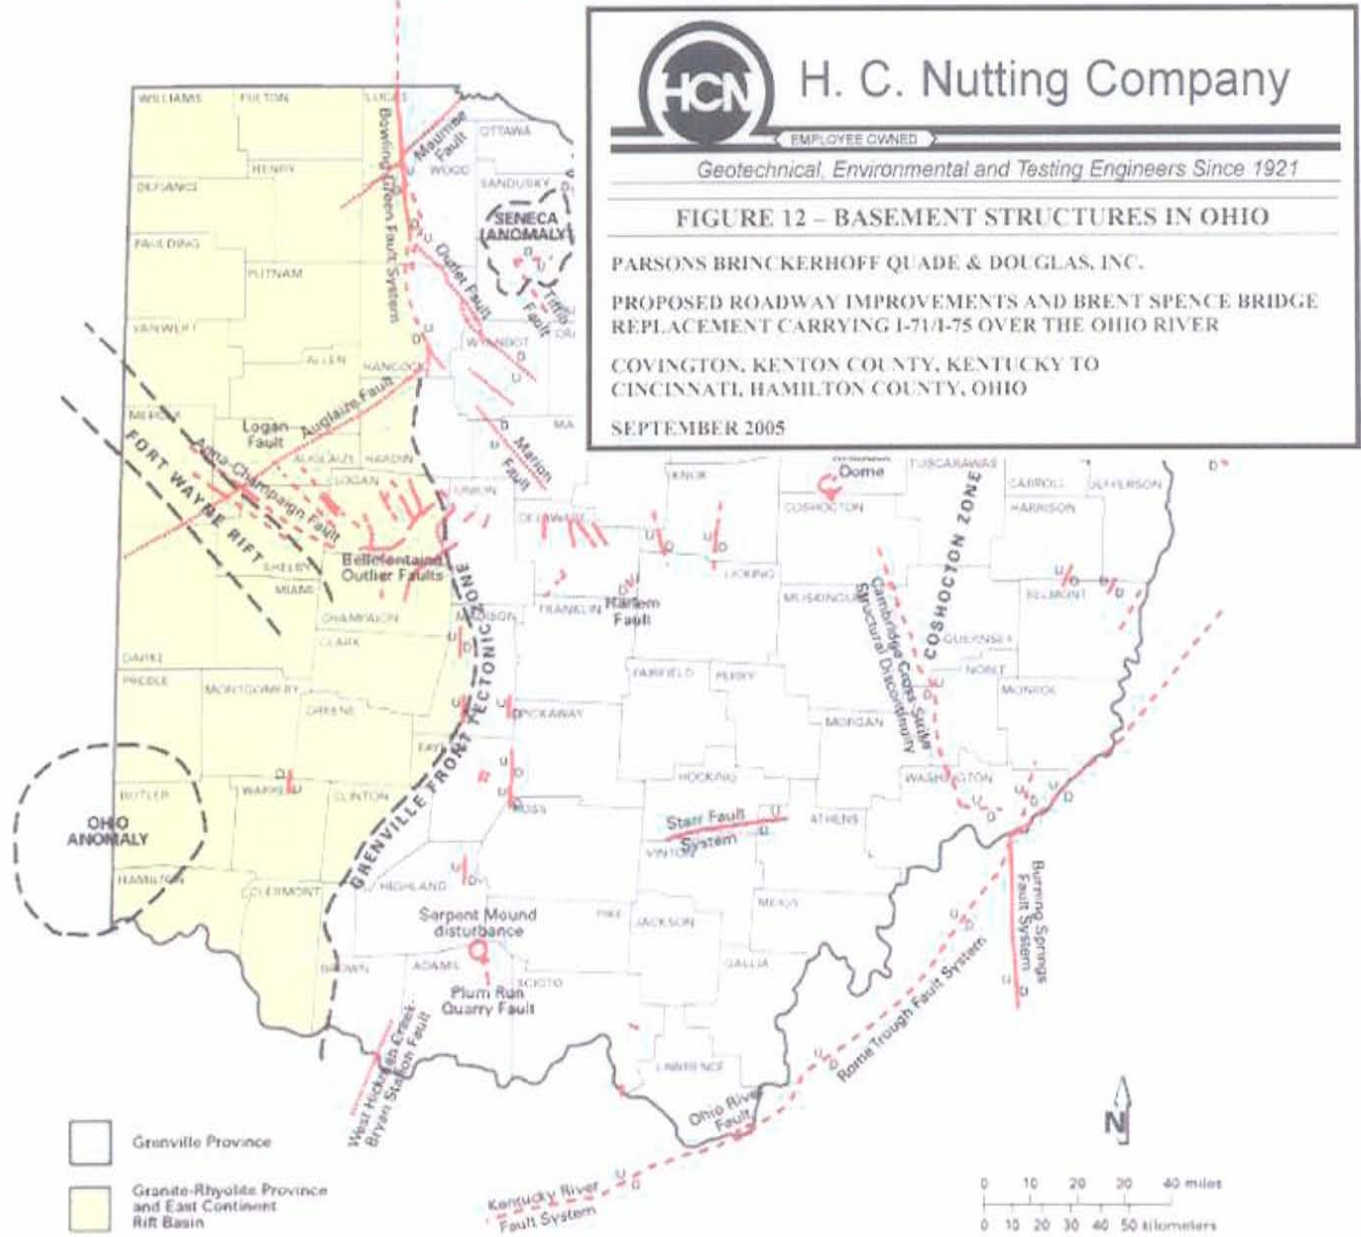 HCN
H. C. Nutting Company
EMPLOYEE OWNED
Geotechnical, Environmental and Testing Engineers Since 1921
FIGURE 12 – BASEMENT STRUCTURES IN OHIO
PARSONS BRINCKERHOFF QUADE & DOUGLAS, INC.
PROPOSED ROADWAY IMPROVEMENTS AND BRENT SPENCE BRIDGE
REPLACEMENT CARRYING I-71/I-75 OVER THE OHIO RIVER
COVINGTON, KENTON COUNTY, KENTUCKY TO
CINCINNATI, HAMILTON COUNTY, OHIO
SEPTEMBER 2005
WILLIAMS
FULTON
LUCAS
OTTAWA
Maumee
Fault
WOOD
HENRY
DEFIANCE
SANDUSKY
Bowling Green Fault System
SENECA
ANOMALY
PAULDING
PUTNAM
Outlet Fault
Tiffin
Fault
VAN WERT
ALLEN
HANCOCK
WYANDOT
MERCER
Logan
Fault
Auglaize Fault
AUGLAIZE
HARDIN
MA
Marion
Fault
FORT WAYNE RIFT
Anna-Champaign Fault
LOGAN
UNION
DELAWARE
KNOX
Dome
COSHOCTON
TUSCARAWAS
CARROLL
JEFFERSON
HARRISON
Bellefontaine
Outlier Faults
SHELBY
MIAMI
CHAMPAIGN
CLARK
MADISON
FRANKLIN
Harlem
Fault
LICKING
MUSKINGUM
COSHOCTON ZONE
Cambridge Cross-Strike
Structural Discontinuity
GUERNSEY
BELMONT
NOBLE
MONROE
DARKE
PREBLE
MONTGOMERY
GREENE
GRENVILLE FRONT TECTONIC ZONE
PICKAWAY
FAIRFIELD
PERRY
MORGAN
WASHINGTON
HOCKING
ATHENS
BUTLER
WARREN
CLINTON
ROSS
OHIO
ANOMALY
Starr Fault
System
VINTON
HAMILTON
CLERMONT
HIGHLAND
Serpent Mound
disturbance
PIKE
JACKSON
MEIGS
GALLIA
BROWN
ADAMS
SCIOTO
Plum Run
Quarry Fault
LAWRENCE
Burning Springs
Fault System
Rome Trough Fault System
West Hickman Creek-
Bryan Station Fault
Ohio River
Fault
Kentucky River
Fault System
Grenville Province
Granite-Rhyolite Province
and East Continent
Rift Basin
N
0 10 20 30 40 miles
0 10 20 30 40 50 kilometers